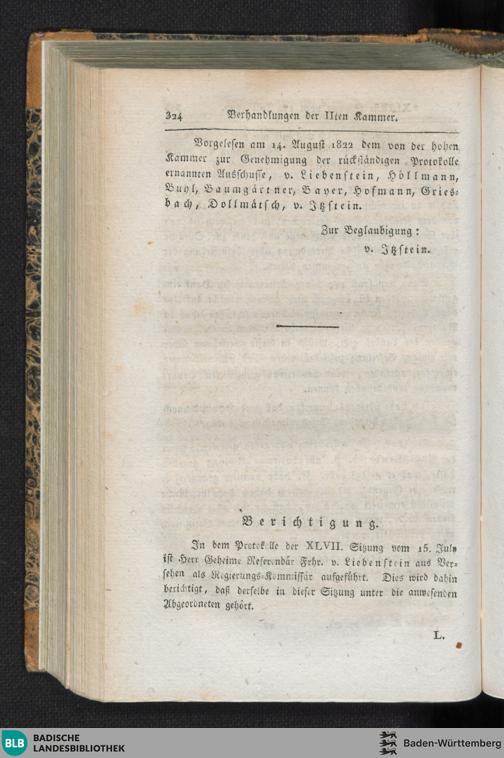 324 Verhandlungen der IIten Kammer.
Vorgelesen am 14. August 1822 dem von der hohen
Kammer zur Genehmigung der rückständigen Protokolle
ernannten Ausschusse, v. Liebenstein, Höllmann,
Buhl, Baumgärtner, Bayer, Hofmann, Gries-
bach, Dollmätsch, v. Itzstein.
Zur Beglaubigung:
v. Itzstein.
Berichtigung.
In dem Protokolle der XLVII. Sitzung vom 15. July
ist Herr Geheime Referendär Frhr. v. Liebenstein aus Ver-
sehen als Regierungs-Kommissär aufgeführt. Dies wird dahin
berichtigt, daß derselbe in dieser Sitzung unter die anwesenden
Abgeordneten gehört.
L.
BLB BADISCHE
LANDESBIBLIOTHEK
Baden-Württemberg